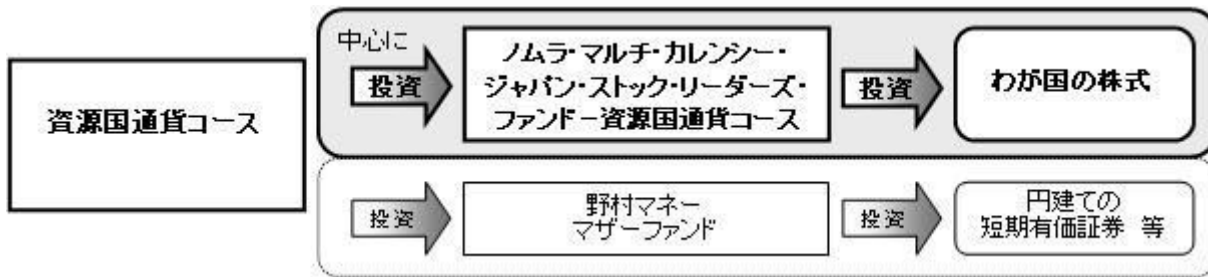 資源国通貨コース
中心に
投資
ノムラ・マルチ・カレンシー・
ジャパン・ストック・リーダーズ・
ファンド－資源国通貨コース
投資
わが国の株式
投資
野村マネー
マザーファンド
投資
円建ての
短期有価証券 等